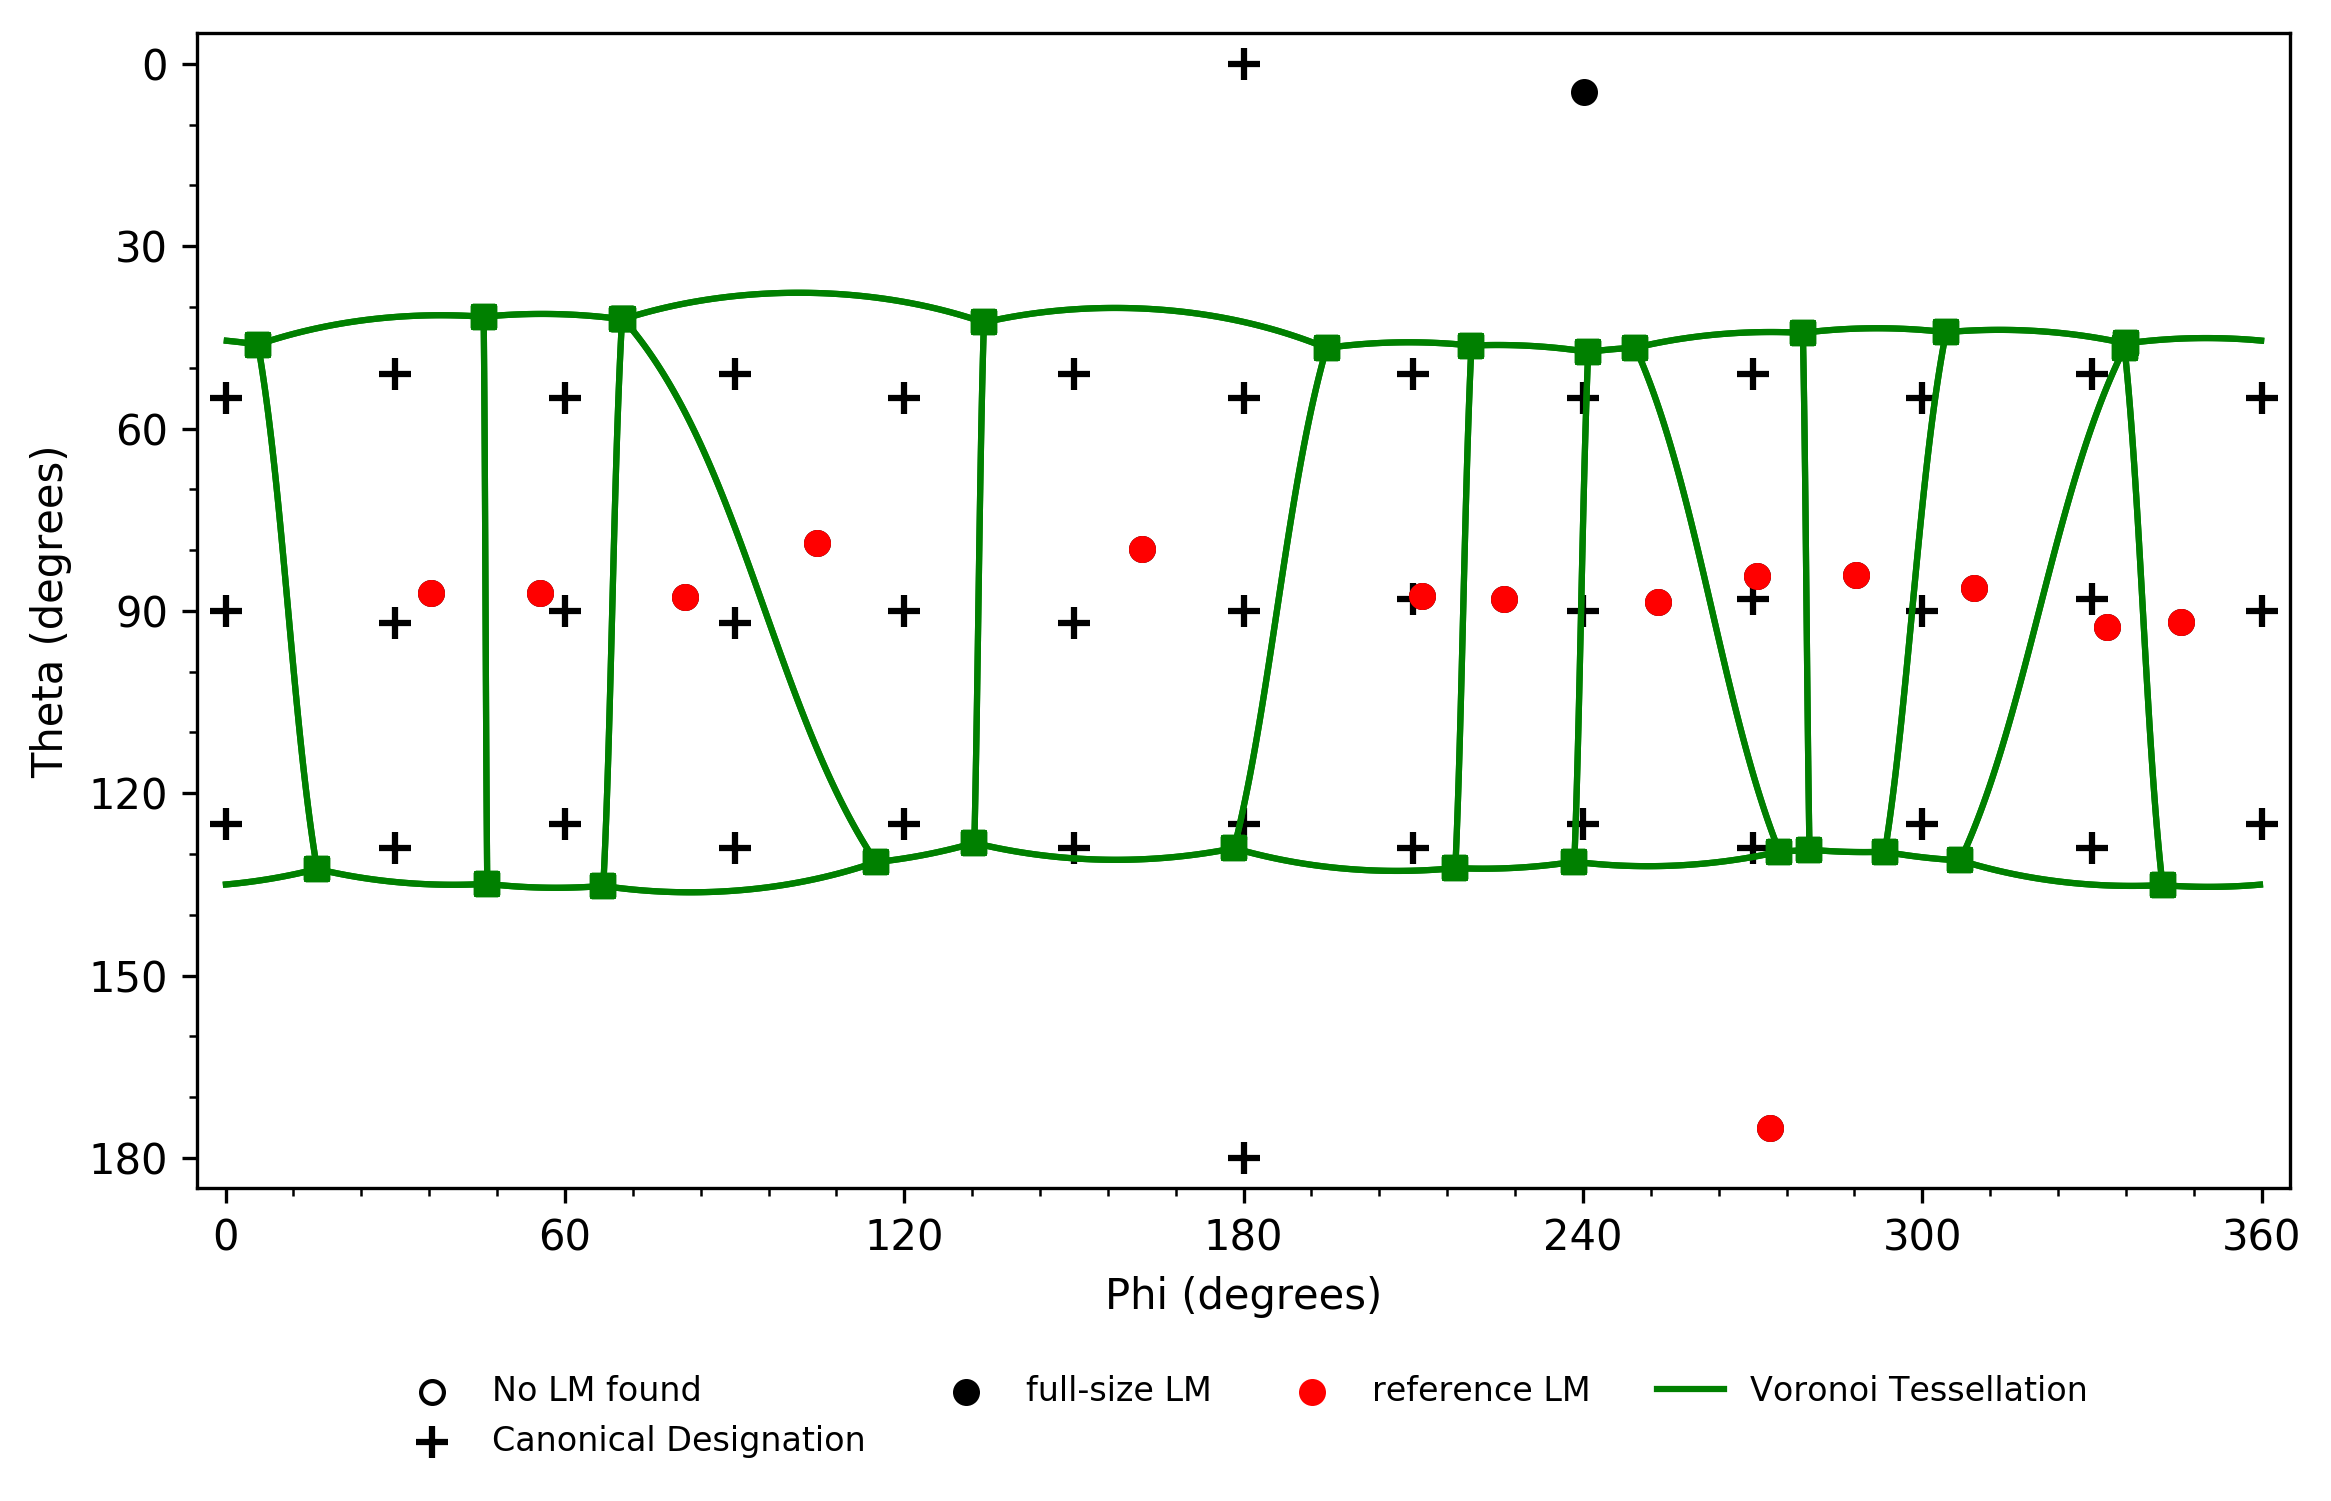 0
30
60
90
120
150
180
Theta (degrees)
0 60 120 180 240 300 360
Phi (degrees)
No LM found full-size LM reference LM Voronoi Tessellation
Canonical Designation